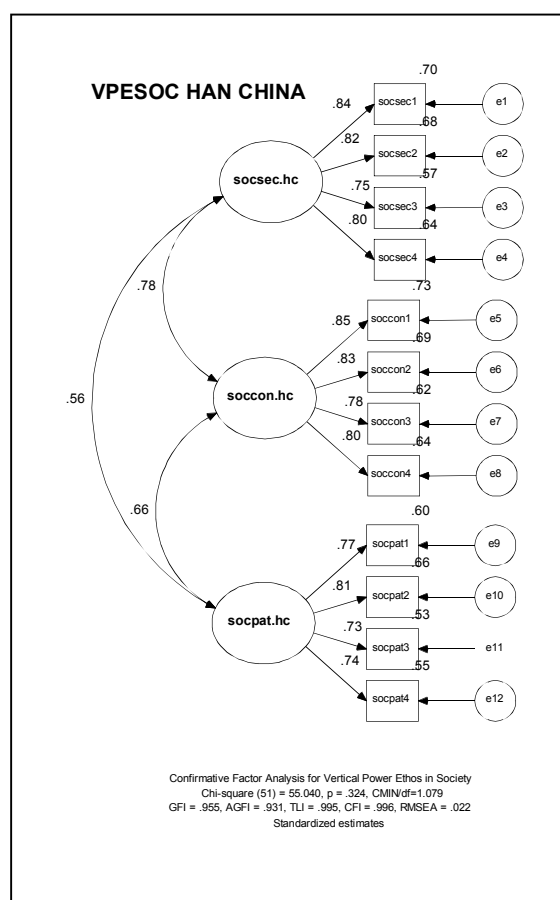 .70
VPESOC HAN CHINA
.84
socsec1
e1
.68
.82
socsec2
e2
.57
socsec.hc
.75
socsec3
e3
.64
.80
socsec4
e4
.73
.78
.85
soccon1
e5
.69
.83
soccon2
e6
.62
.56
soccon.hc
.78
soccon3
e7
.64
.80
soccon4
e8
.66
.60
.77
socpat1
e9
.66
.81
socpat2
e10
.53
socpat.hc
.73
socpat3
e11
.55
.74
socpat4
e12
Confirmative Factor Analysis for Vertical Power Ethos in Society
Chi-square (51) = 55.040, p = .324, CMIN/df=1.079
GFI = .955, AGFI = .931, TLI = .995, CFI = .996, RMSEA = .022
Standardized estimates